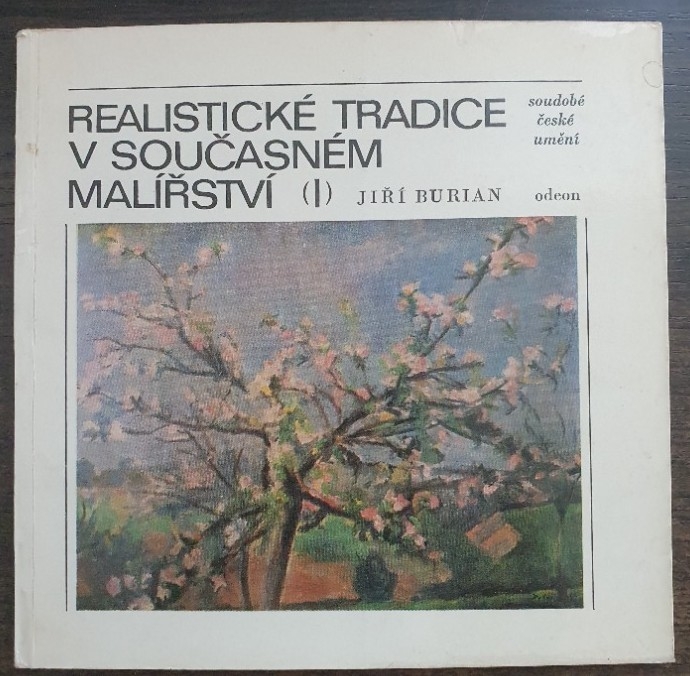 REALISTICKÉ TRADICE
V SOUČASNÉM
MALÍŘSTVÍ (I) JIŘÍ BURIAN
soudobé
české
umění
odeon